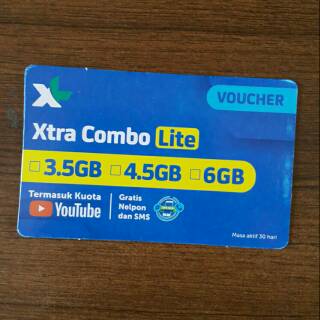 XL
VOUCHER
Xtra Combo Lite
3.5GB 4.5GB 6GB
Termasuk Kuota
YouTube
Gratis
Nelpon
dan SMS
Masa aktif 30 hari